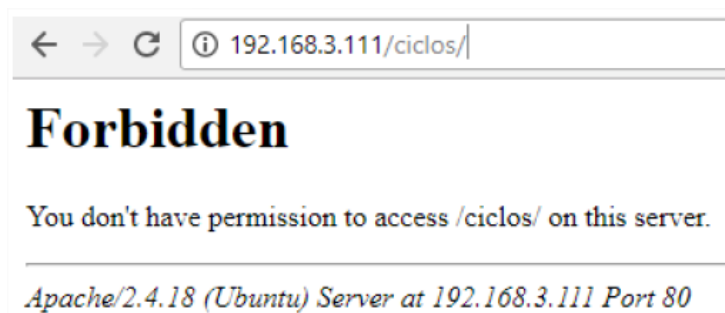 192.168.3.111/ciclos/
Forbidden
You don't have permission to access /ciclos/ on this server.
Apache/2.4.18 (Ubuntu) Server at 192.168.3.111 Port 80